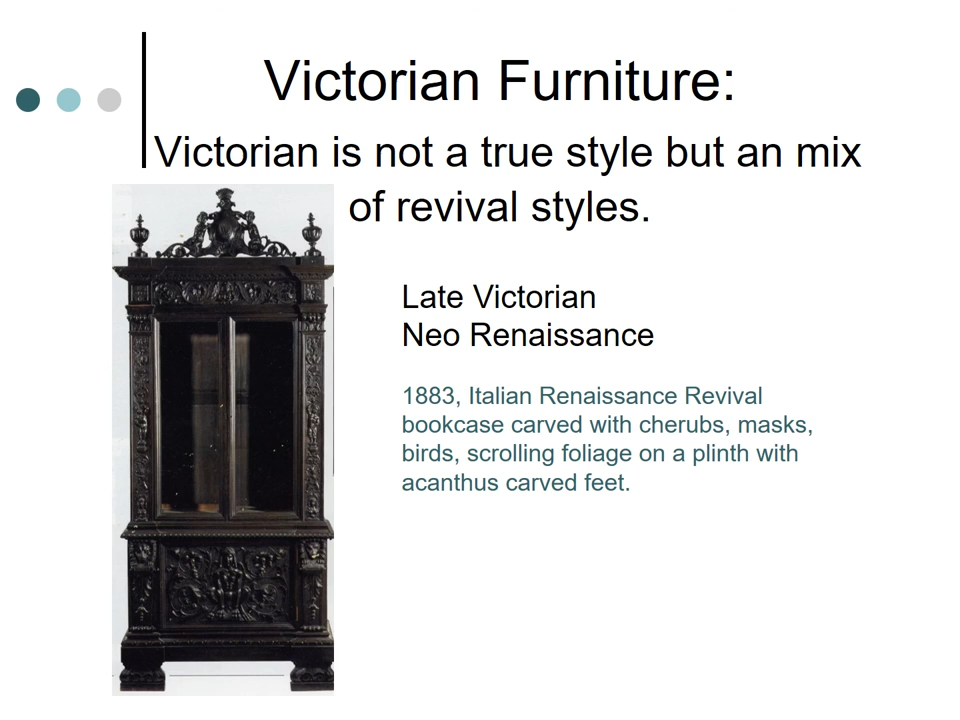 Victorian Furniture:
Victorian is not a true style but an mix
of revival styles.
Late Victorian
Neo Renaissance
1883, Italian Renaissance Revival
bookcase carved with cherubs, masks,
birds, scrolling foliage on a plinth with
acanthus carved feet.